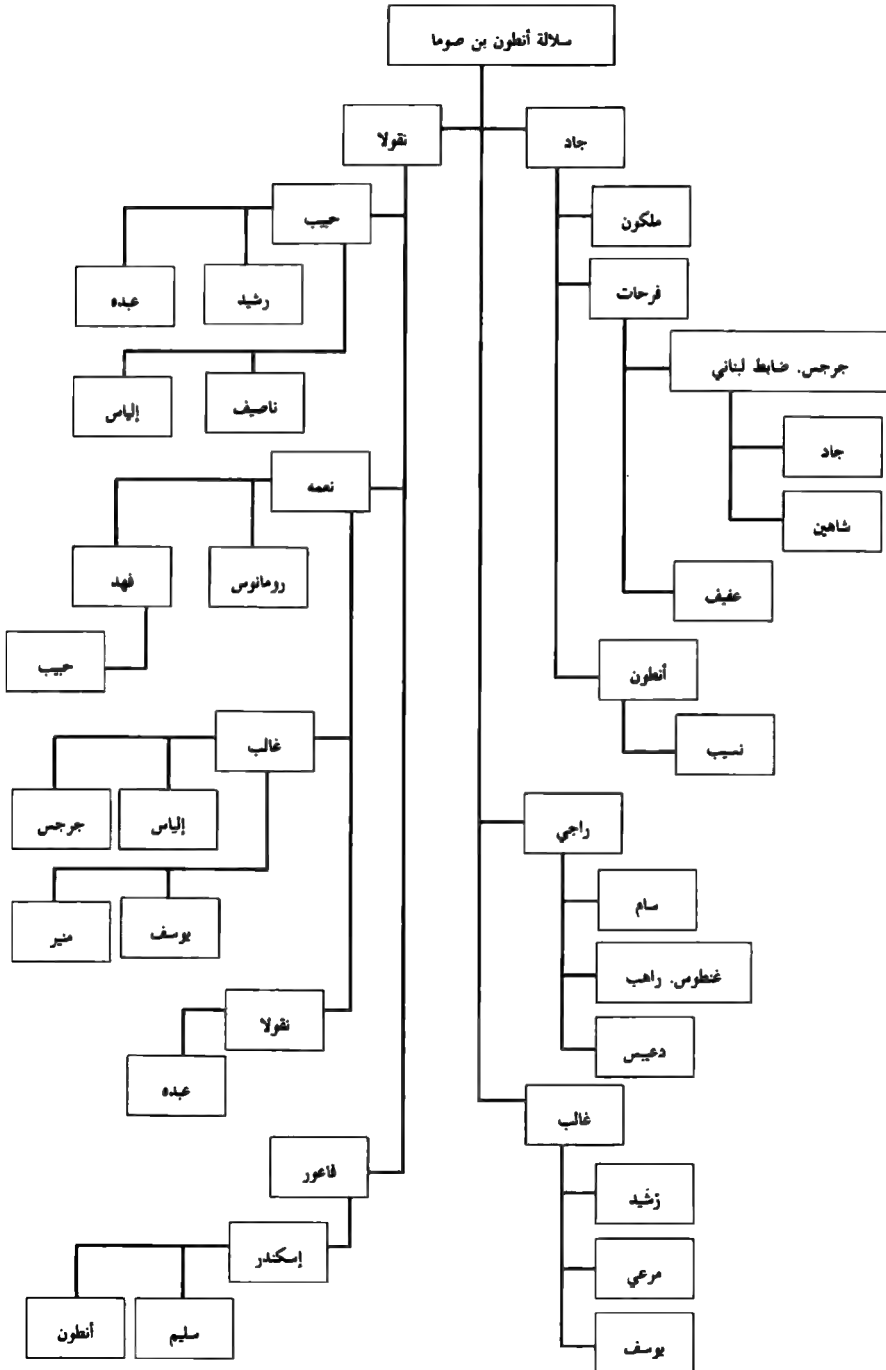 سلالة أنطون بن صوما
جاد
ملكون
فرحات
جرجس. ضابط لبناني
جاد
شاهين
عفيف
أنطون
نسيب
راجي
سام
غنطوس. راهب
دعيس
غالب
رَشيد
مرعي
يوسف
نقولا
حبيب
رشيد
عبده
ناصيف
إلياس
نعمه
رومانوس
فهد
حبيب
غالب
إلياس
جرجس
يوسف
منير
نقولا
عبده
فاعور
إسكندر
سليم
أنطون